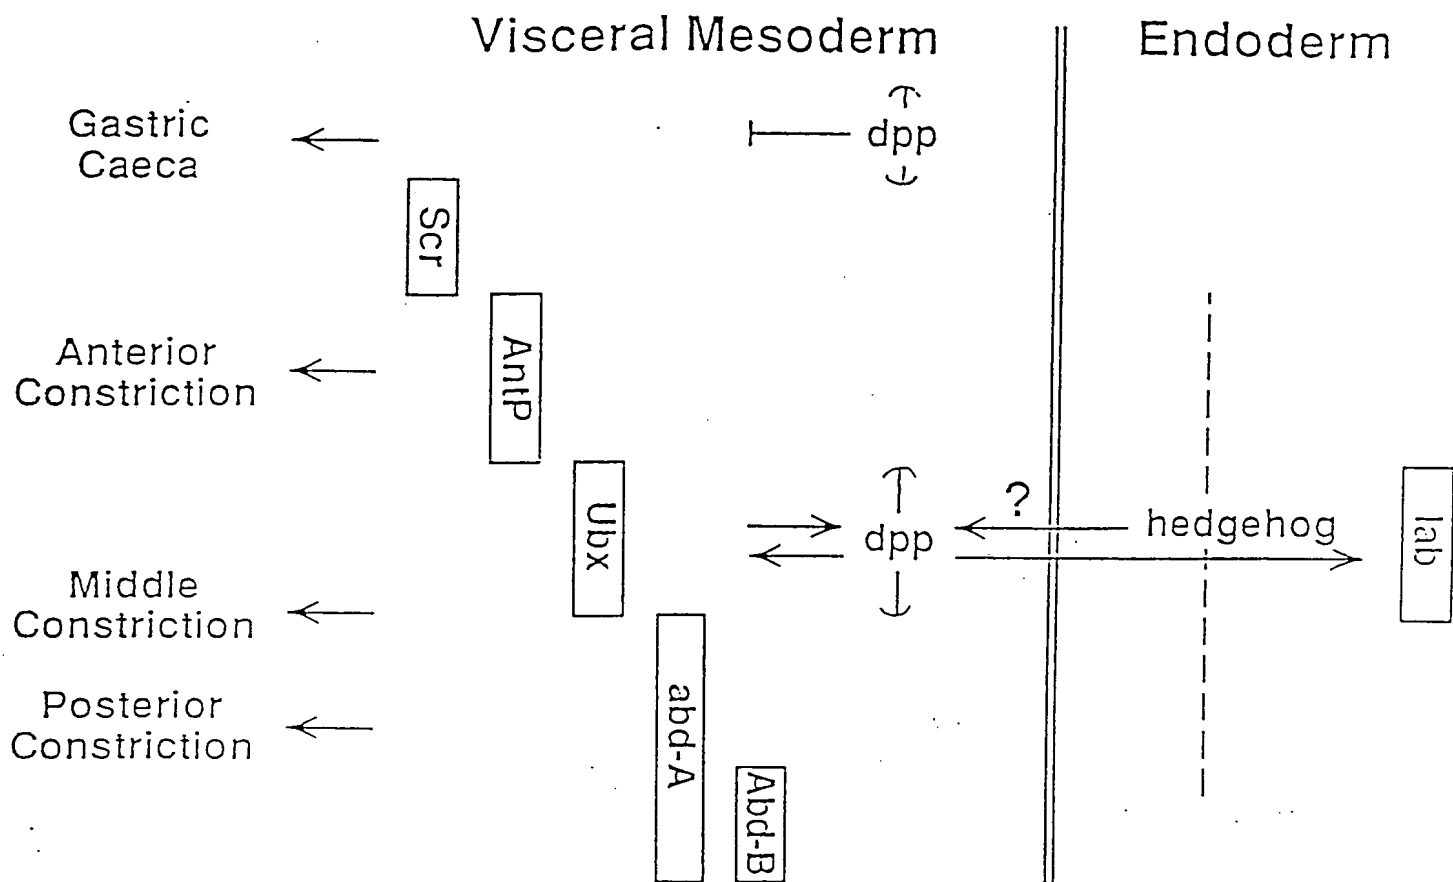 Visceral Mesoderm
Endoderm
Gastric
Caeca
dpp
Scr
Anterior
Constriction
AntP
Ubx
dpp
?
hedgehog
lab
Middle
Constriction
Posterior
Constriction
abd-A
Abd-B